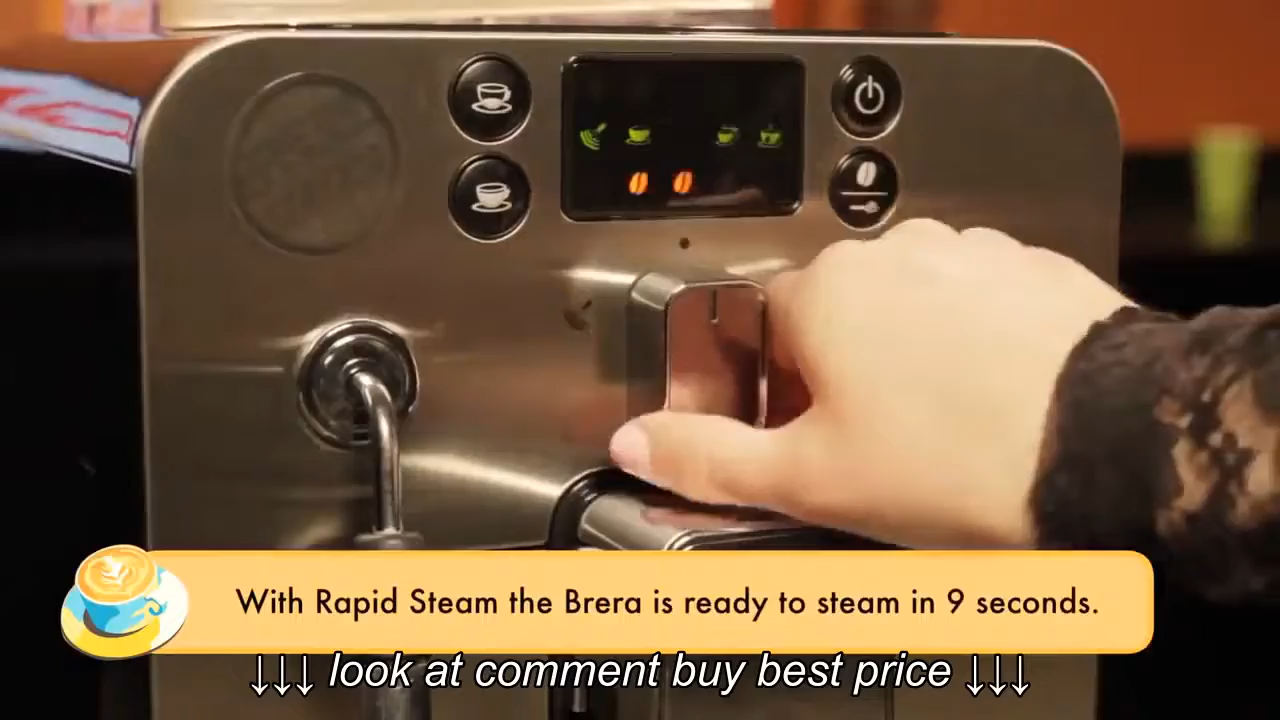 With Rapid Steam the Brera is ready to steam in 9 seconds.
↓↓↓ look at comment buy best price ↓↓↓